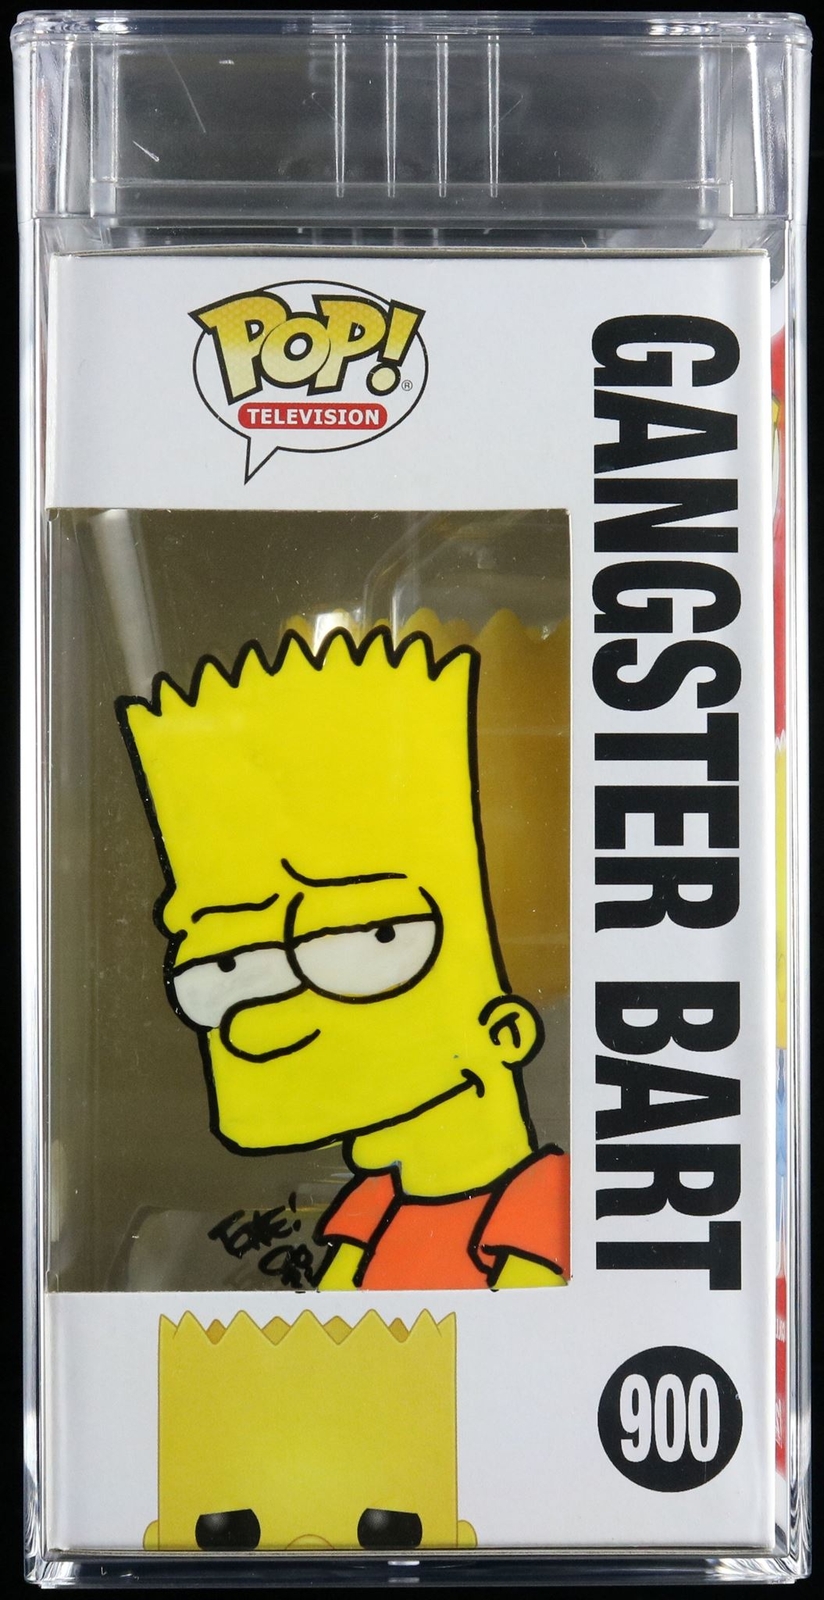 POP!®
TELEVISION
GANGSTER BART
900